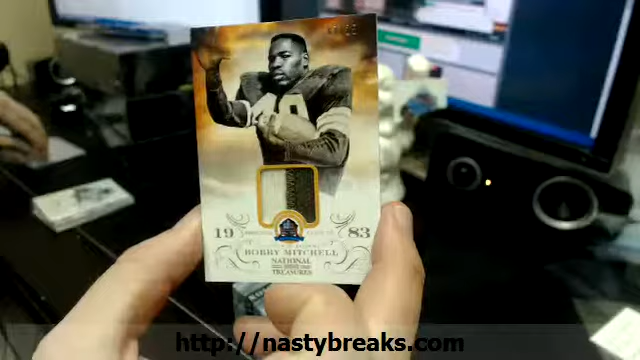 19 83
BOBBY MITCHELL
NATIONAL
TREASURES
http://nastybreaks.com